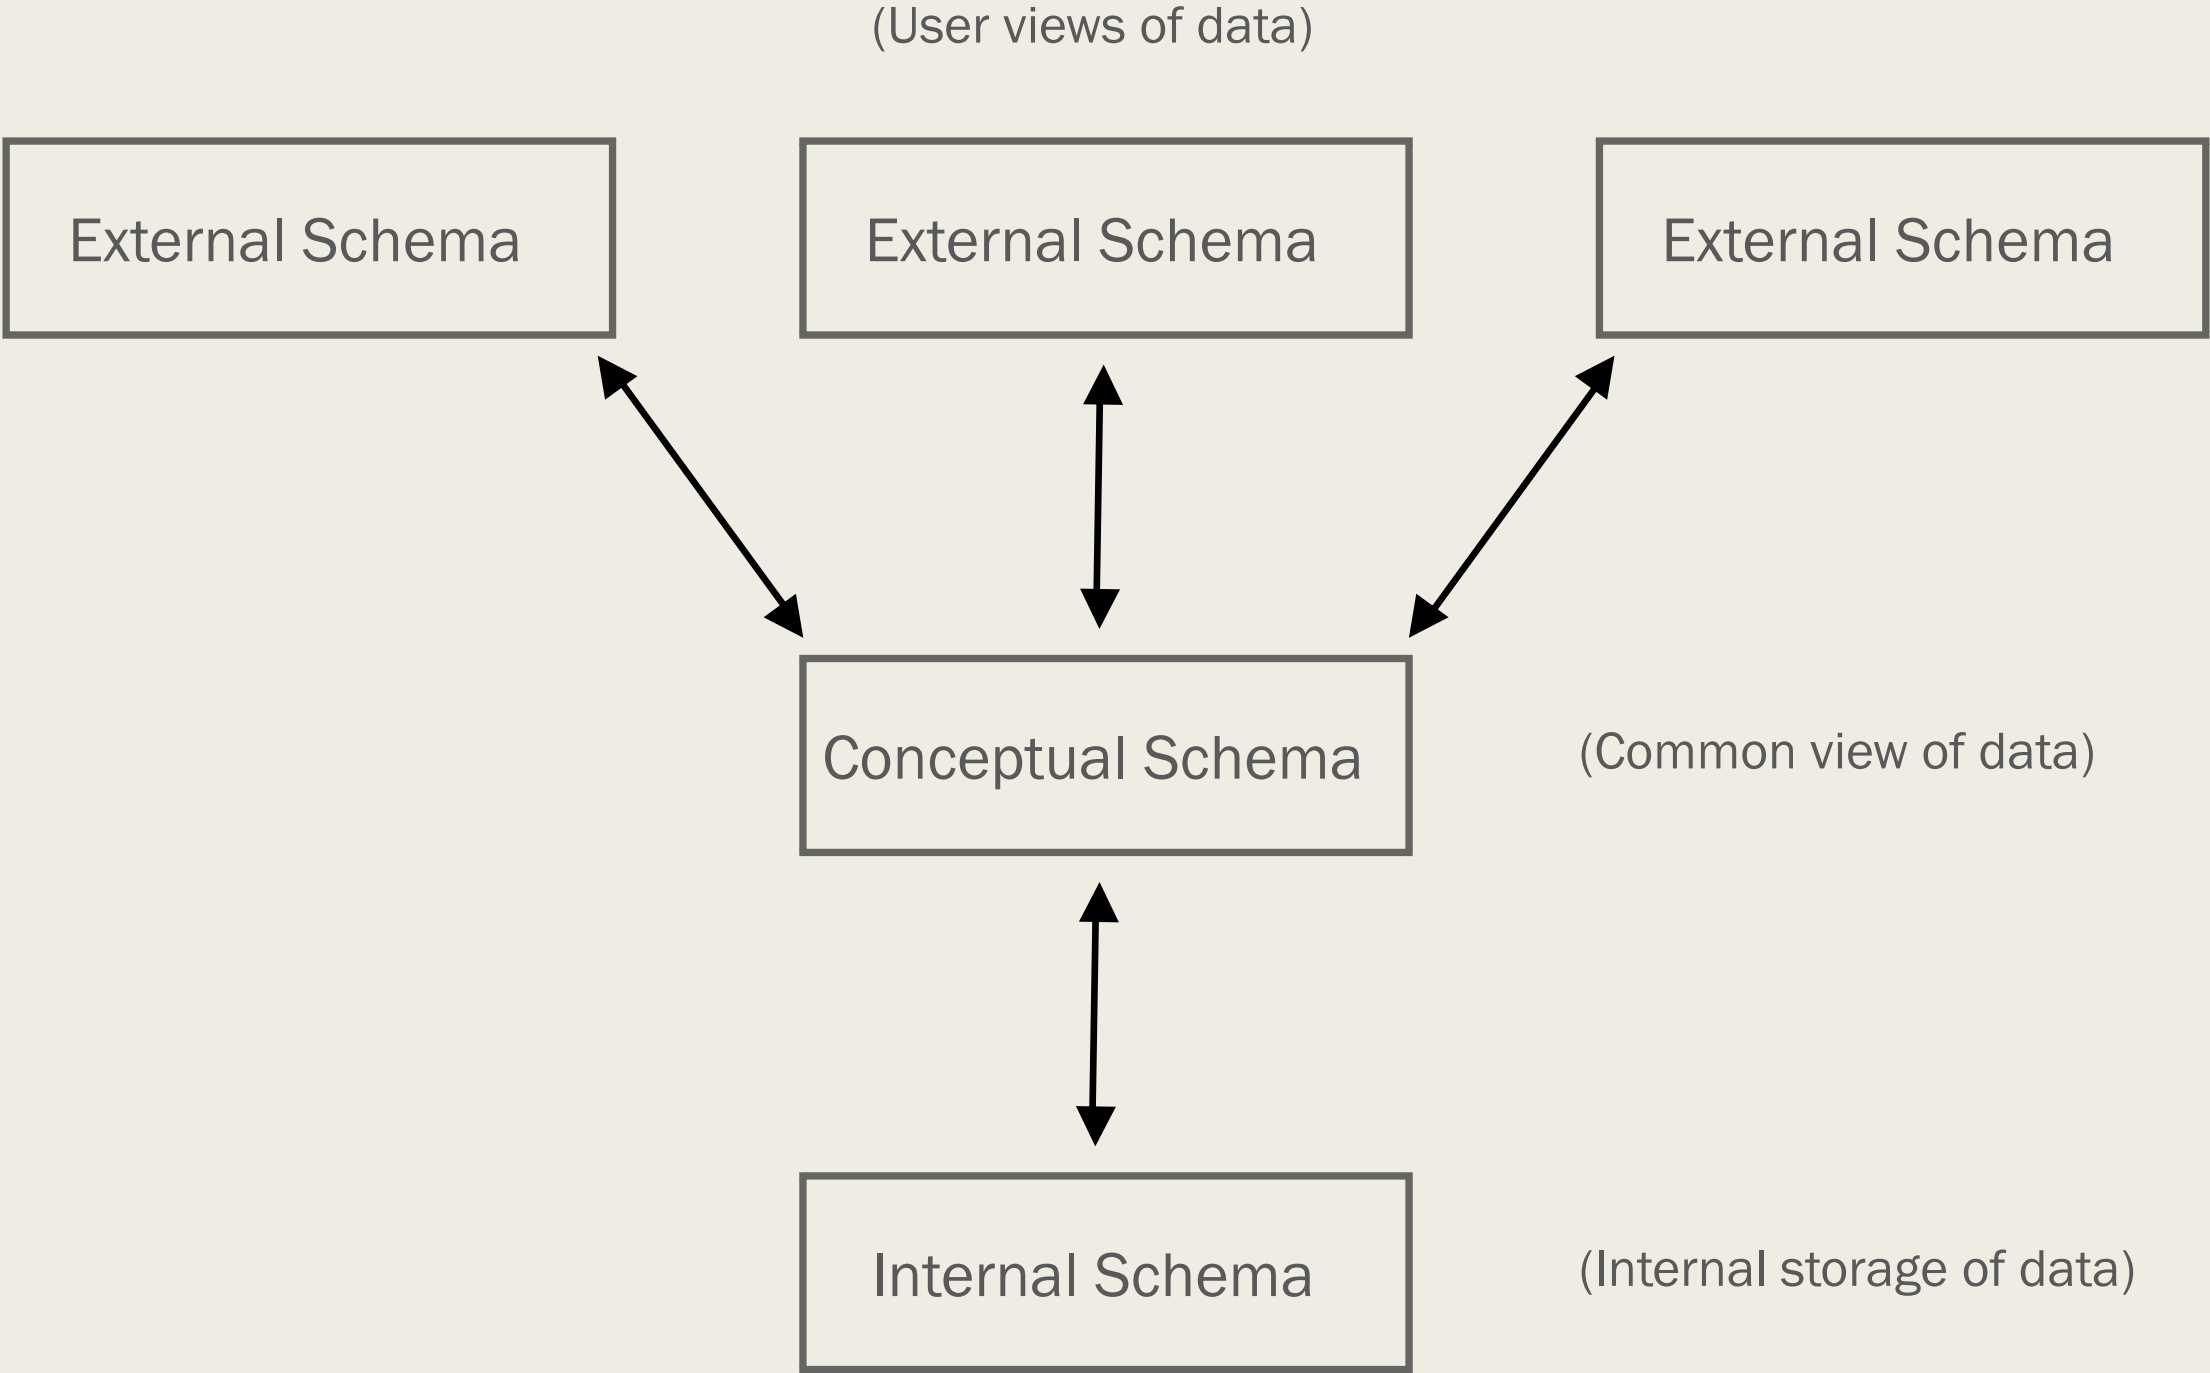 (User views of data)
External Schema
External Schema
External Schema
Conceptual Schema
(Common view of data)
Internal Schema
(Internal storage of data)